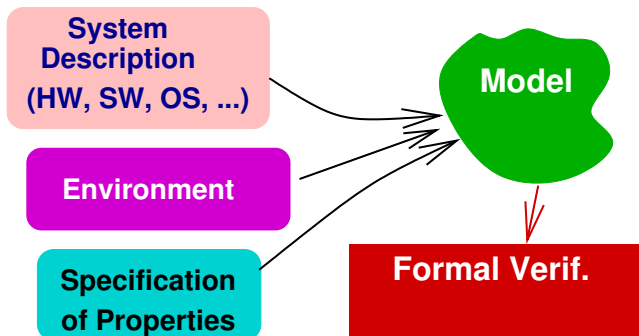 System
Description
(HW, SW, OS, ...)
Model
Environment
Specification
of Properties
Formal Verif.